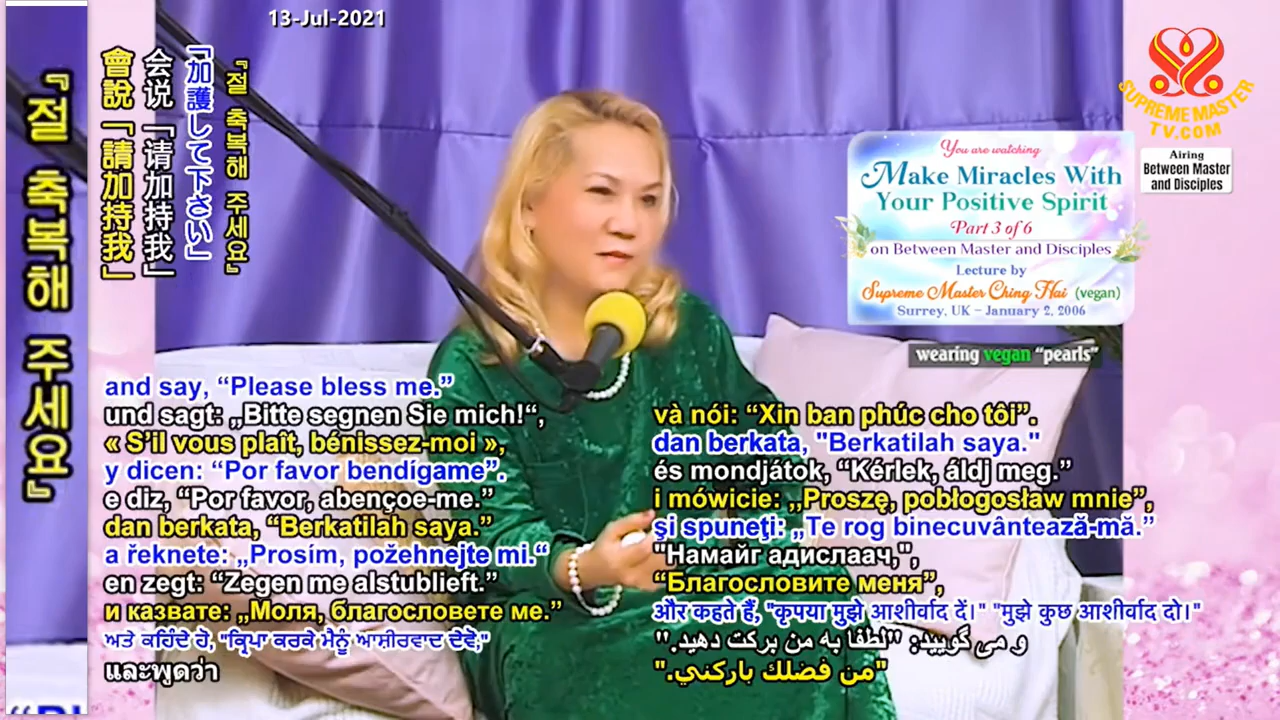 13-Jul-2021
『절 축복해 주세요』
會說「請加持我」
会说「请加持我」
「加護して下さい」
『절 축복해 주세요』
SUPREME MASTER
TV.COM
Airing
Between Master
and Disciples
You are watching
Make Miracles With
Your Positive Spirit
Part 3 of 6
on Between Master and Disciples
Lecture by
Supreme Master Ching Hai (vegan)
Surrey, UK – January 2, 2006
wearing vegan “pearls”
and say, “Please bless me.”
und sagt: „Bitte segnen Sie mich!“,
« S’il vous plaît, bénissez-moi »,
y dicen: “Por favor bendígame”.
e diz, “Por favor, abençoe-me.”
dan berkata, “Berkatilah saya.”
a řeknete: „Prosím, požehnejte mi.“
en zegt: “Zegen me alstublieft.”
и казвате: „Моля, благословете ме.”
ਅਤੇ ਕਹਿੰਦੇ ਹੋ, "ਕ੍ਰਿਪਾ ਕਰਕੇ ਮੈਨੂੰ ਆਸ਼ੀਰਵਾਦ ਦੇਵੋ;"
และพูดว่า
và nói: “Xin ban phúc cho tôi”.
dan berkata, "Berkatilah saya."
és mondjátok, “Kérlek, áldj meg.”
i mówicie: ,,Proszę, pobłogosław mnie”,
şi spuneţi: „Te rog binecuvântează-mă.”
"Намайг адислаач,",
“Благословите меня”,
और कहते हैं, "कृपया मुझे आशीर्वाद दें।" "मुझे कुछ आशीर्वाद दो।"
و می گویید: "لطفا به من برکت دهید."
"من فضلك باركني."